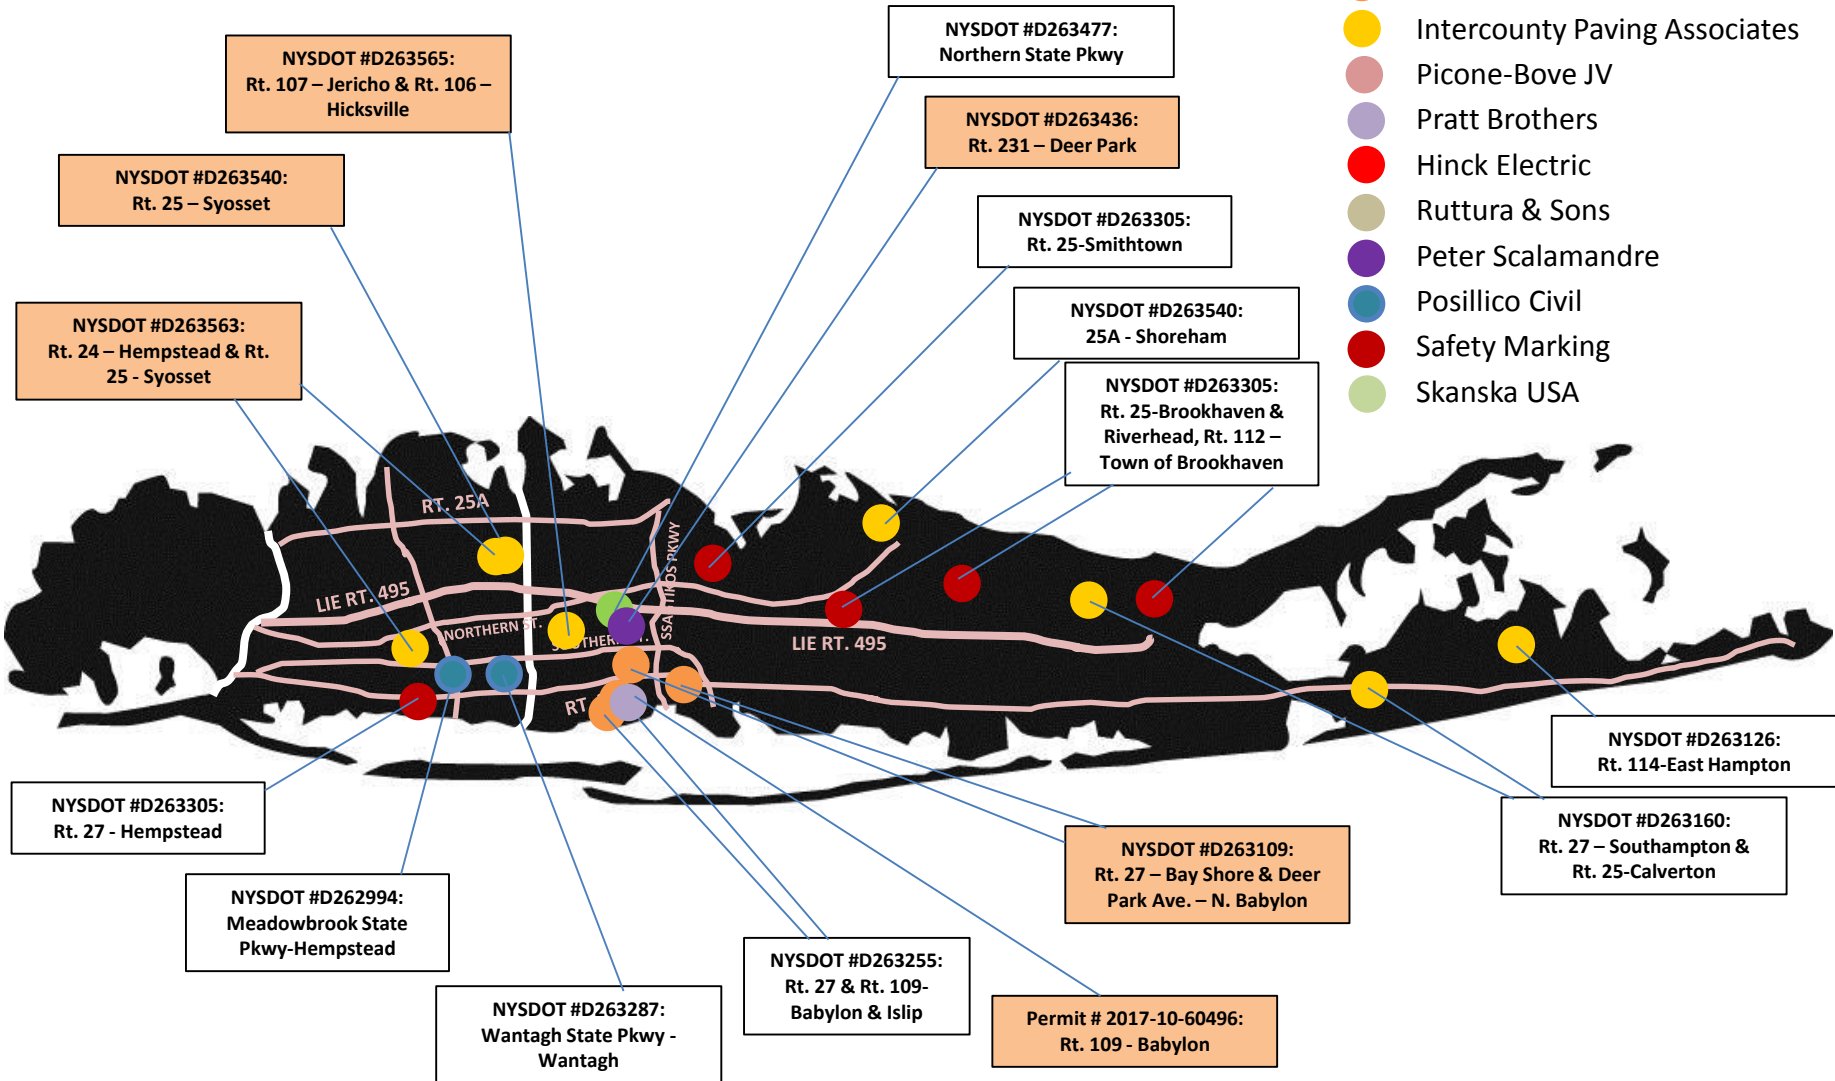 NYSDOT #D263477:
Northern State Pkwy
Intercounty Paving Associates
Picone-Bove JV
Pratt Brothers
Hinck Electric
Ruttura & Sons
Peter Scalamandre
Posillico Civil
Safety Marking
Skanska USA
NYSDOT #D263565:
Rt. 107 – Jericho & Rt. 106 –
Hicksville
NYSDOT #D263436:
Rt. 231 – Deer Park
NYSDOT #D263540:
Rt. 25 – Syosset
NYSDOT #D263305:
Rt. 25-Smithtown
NYSDOT #D263563:
Rt. 24 – Hempstead & Rt.
25 - Syosset
NYSDOT #D263540:
25A - Shoreham
NYSDOT #D263305:
Rt. 25-Brookhaven &
Riverhead, Rt. 112 –
Town of Brookhaven
RT. 25A
LIE RT. 495
NORTHERN ST.
LIE RT. 495
RT
NYSDOT #D263126:
Rt. 114-East Hampton
NYSDOT #D263305:
Rt. 27 - Hempstead
NYSDOT #D263160:
Rt. 27 – Southampton &
Rt. 25-Calverton
NYSDOT #D263109:
Rt. 27 – Bay Shore & Deer
Park Ave. – N. Babylon
NYSDOT #D262994:
Meadowbrook State
Pkwy-Hempstead
NYSDOT #D263255:
Rt. 27 & Rt. 109-
Babylon & Islip
NYSDOT #D263287:
Wantagh State Pkwy -
Wantagh
Permit # 2017-10-60496:
Rt. 109 - Babylon